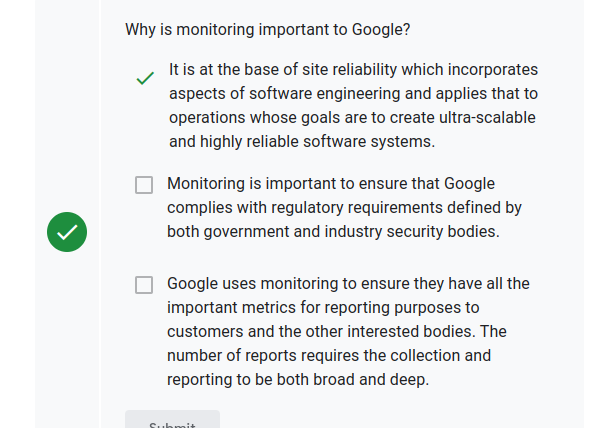 Why is monitoring important to Google?
It is at the base of site reliability which incorporates
aspects of software engineering and applies that to
operations whose goals are to create ultra-scalable
and highly reliable software systems.
Monitoring is important to ensure that Google
complies with regulatory requirements defined by
both government and industry security bodies.
Google uses monitoring to ensure they have all the
important metrics for reporting purposes to
customers and the other interested bodies. The
number of reports requires the collection and
reporting to be both broad and deep.
Submit